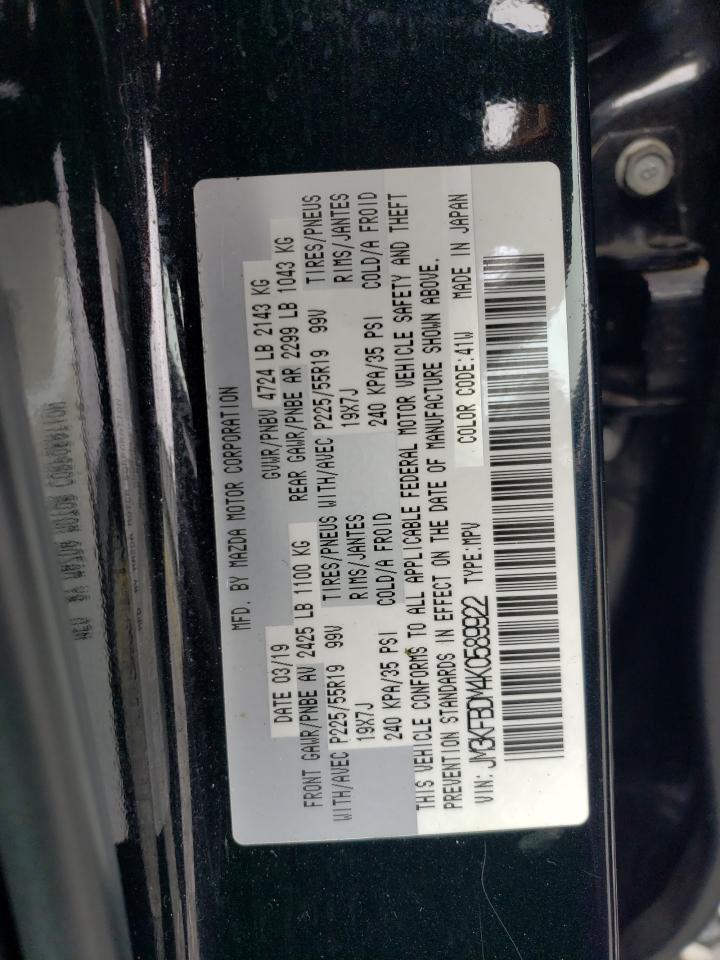 MFD. BY MAZDA MOTOR CORPORATION
DATE 03/19 GVWR/PNBV 4724 LB 2143 KG
FRONT GAWR/PNBE AV 2425 LB 1100 KG REAR GAWR/PNBE AR 2299 LB 1043 KG
WITH/AVEC P225/55R19 99V TIRES/PNEUS WITH/AVEC P225/55R19 99V TIRES/PNEUS
19X7J RIMS/JANTES 19X7J RIMS/JANTES
240 KPA/35 PSI COLD/A FROID 240 KPA/35 PSI COLD/A FROID
THIS VEHICLE CONFORMS TO ALL APPLICABLE FEDERAL MOTOR VEHICLE SAFETY AND THEFT
PREVENTION STANDARDS IN EFFECT ON THE DATE OF MANUFACTURE SHOWN ABOVE.
VIN: JM3KFBDM4K0589922 TYPE:MPV COLOR CODE:41W MADE IN JAPAN
8